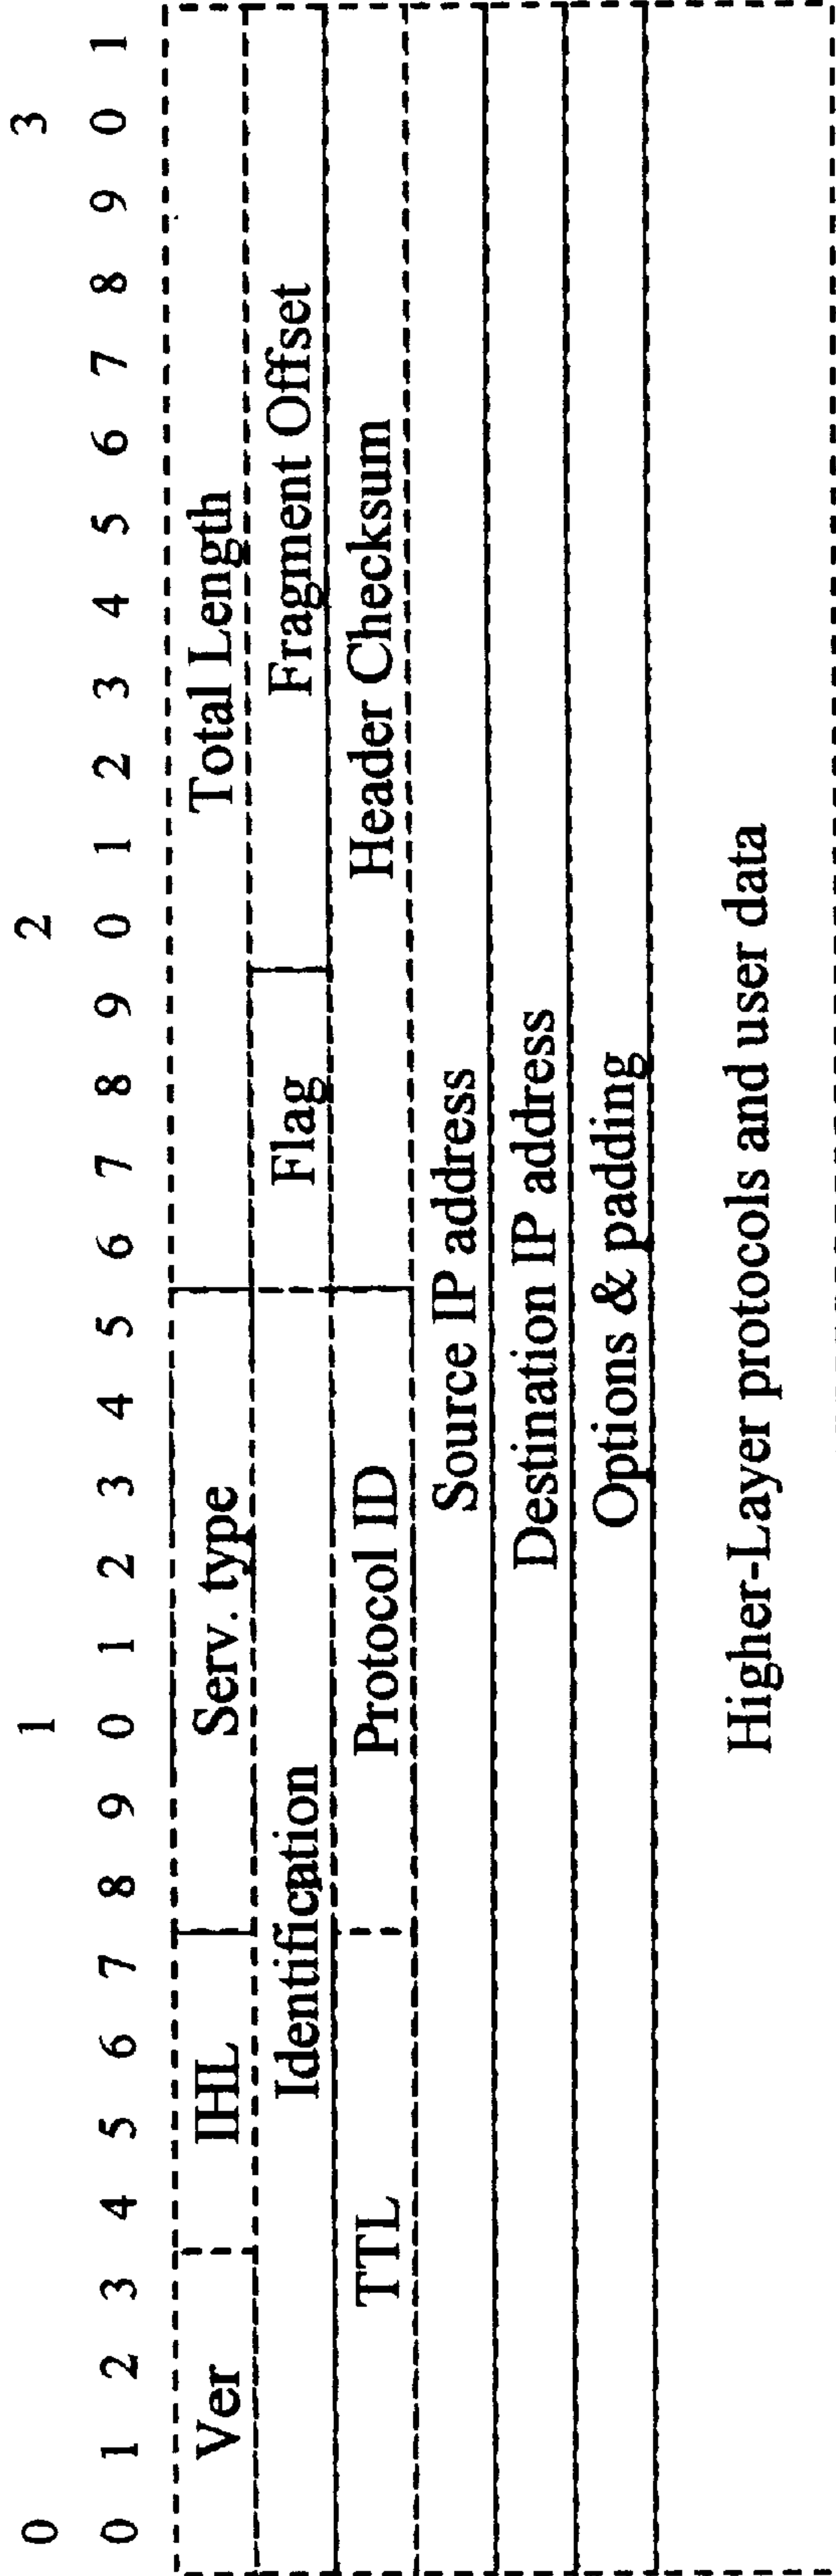 0 1 2 3
0 1 2 3 4 5 6 7 8 9 0 1 2 3 4 5 6 7 8 9 0 1 2 3 4 5 6 7 8 9 0 1
Ver IHL Serv. type Total Length
Identification Flag Fragment Offset
TTL Protocol ID Header Checksum
Source IP address
Destination IP address
Options & padding
Higher-Layer protocols and user data